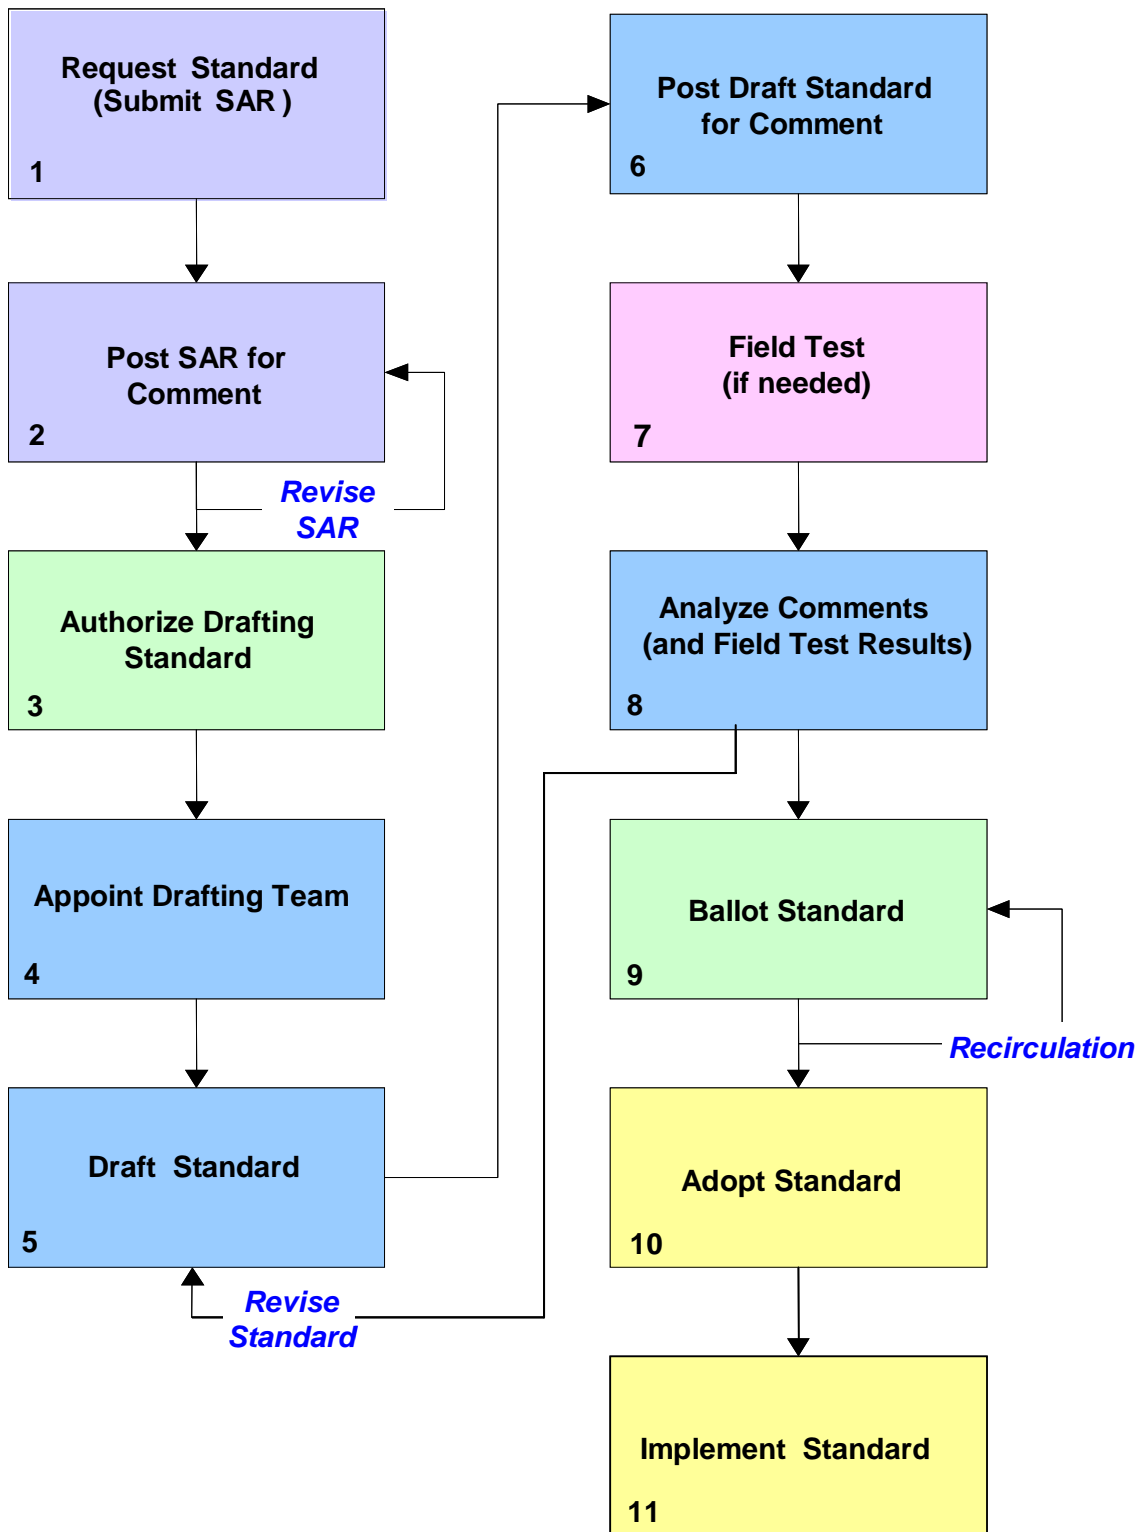 Request Standard
(Submit SAR )
1
Post SAR for
Comment
2
Revise
SAR
Authorize Drafting
Standard
3
Appoint Drafting Team
4
Draft Standard
5
Revise
Standard
Post Draft Standard
for Comment
6
Field Test
(if needed)
7
Analyze Comments
(and Field Test Results)
8
Ballot Standard
9
Recirculation
Adopt Standard
10
Implement Standard
11